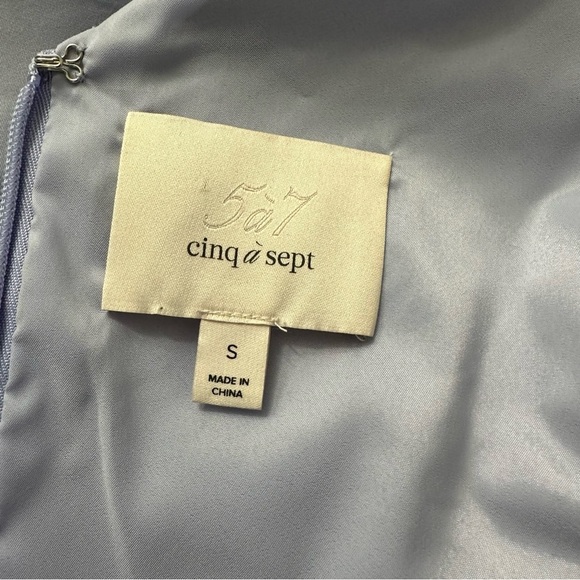 5à7
cinq à sept
S
MADE IN
CHINA